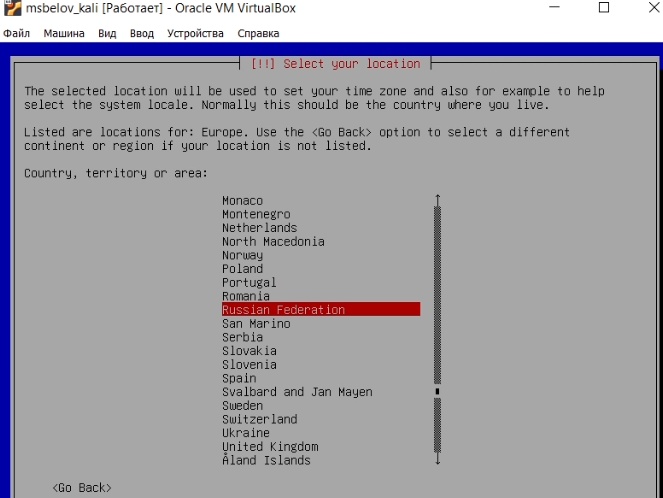 msbelov_kali [Работает] - Oracle VM VirtualBox
Файл Машина Вид Ввод Устройства Справка
[!!] Select your location
The selected location will be used to set your time zone and also for example to help
select the system locale. Normally this should be the country where you live.
Listed are locations for: Europe. Use the <Go Back> option to select a different
continent or region if your location is not listed.
Country, territory or area:
Monaco
Montenegro
Netherlands
North Macedonia
Norway
Poland
Portugal
Romania
Russian Federation
San Marino
Serbia
Slovakia
Slovenia
Spain
Svalbard and Jan Mayen
Sweden
Switzerland
Ukraine
United Kingdom
Åland Islands
<Go Back>